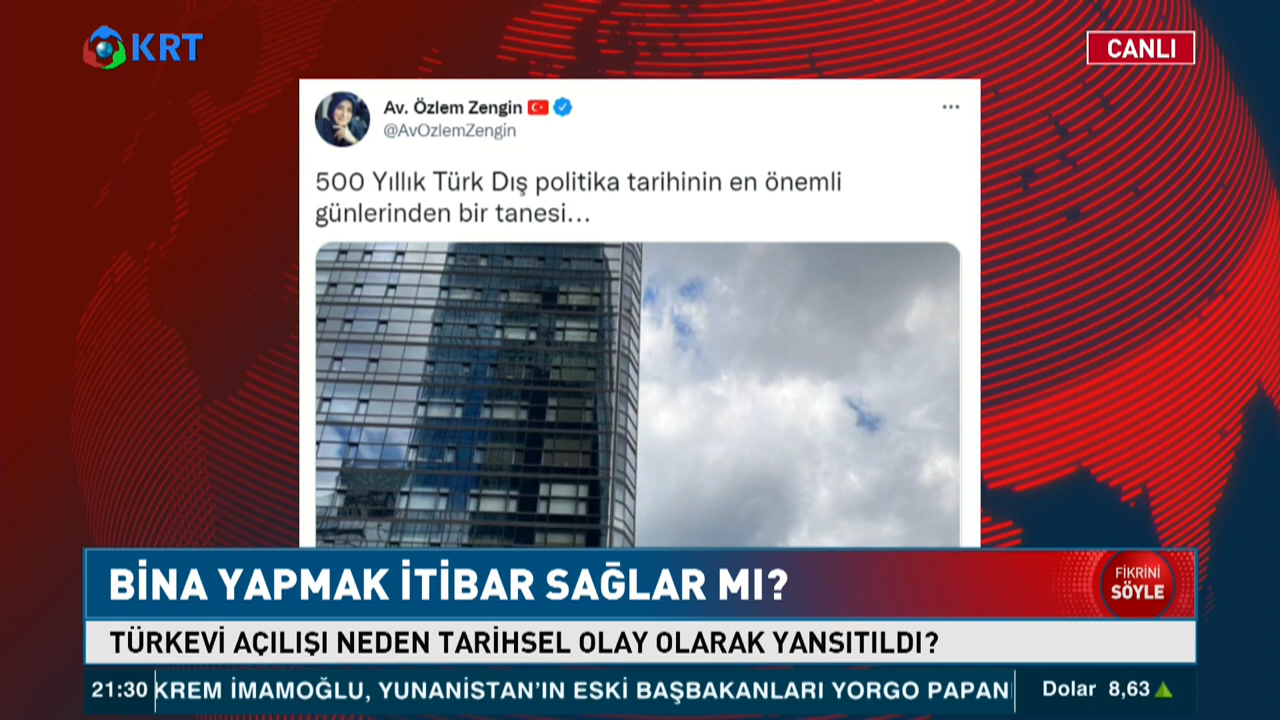 KRT
CANLI
Av. Özlem Zengin
@AvOzlemZengin
500 Yıllık Türk Dış politika tarihinin en önemli
günlerinden bir tanesi...
BİNA YAPMAK İTİBAR SAĞLAR MI?
FİKRİNİ
SÖYLE
TÜRKEVİ AÇILIŞI NEDEN TARİHSEL OLAY OLARAK YANSITILDI?
21:30 KREM İMAMOĞLU, YUNANİSTAN'IN ESKİ BAŞBAKANLARI YORGO PAPAN Dolar 8,63